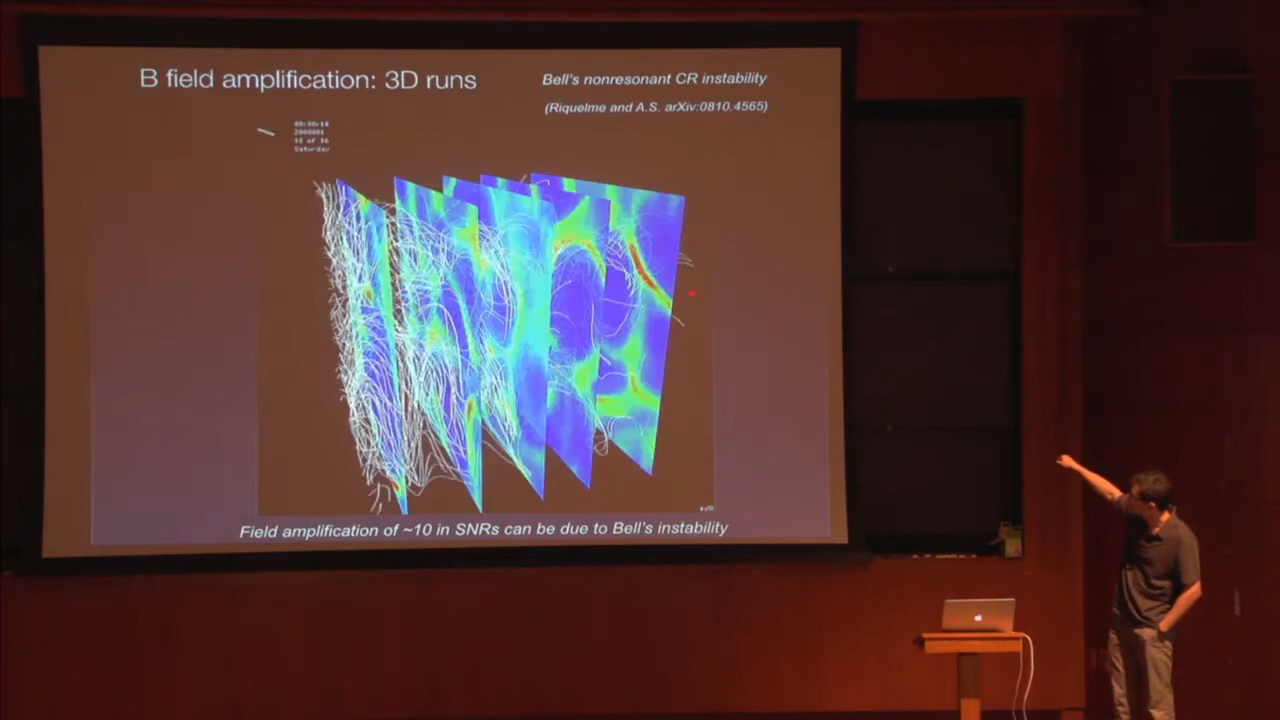 B field amplification: 3D runs
Bell's nonresonant CR instability
(Riquelme and A.S. arXiv:0810.4565)
Saturday
Field amplification of ~10 in SNRs can be due to Bell's instability